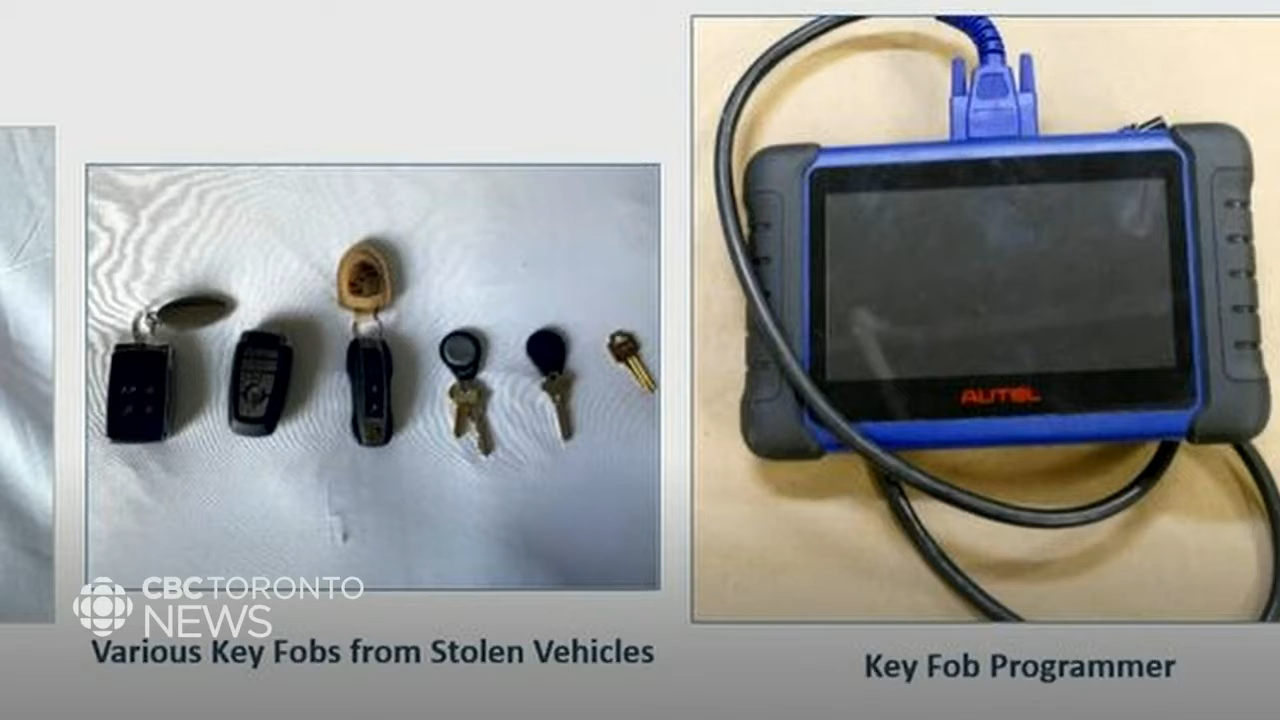 AUTEL
CBC TORONTO
NEWS
Various Key Fobs from Stolen Vehicles
Key Fob Programmer